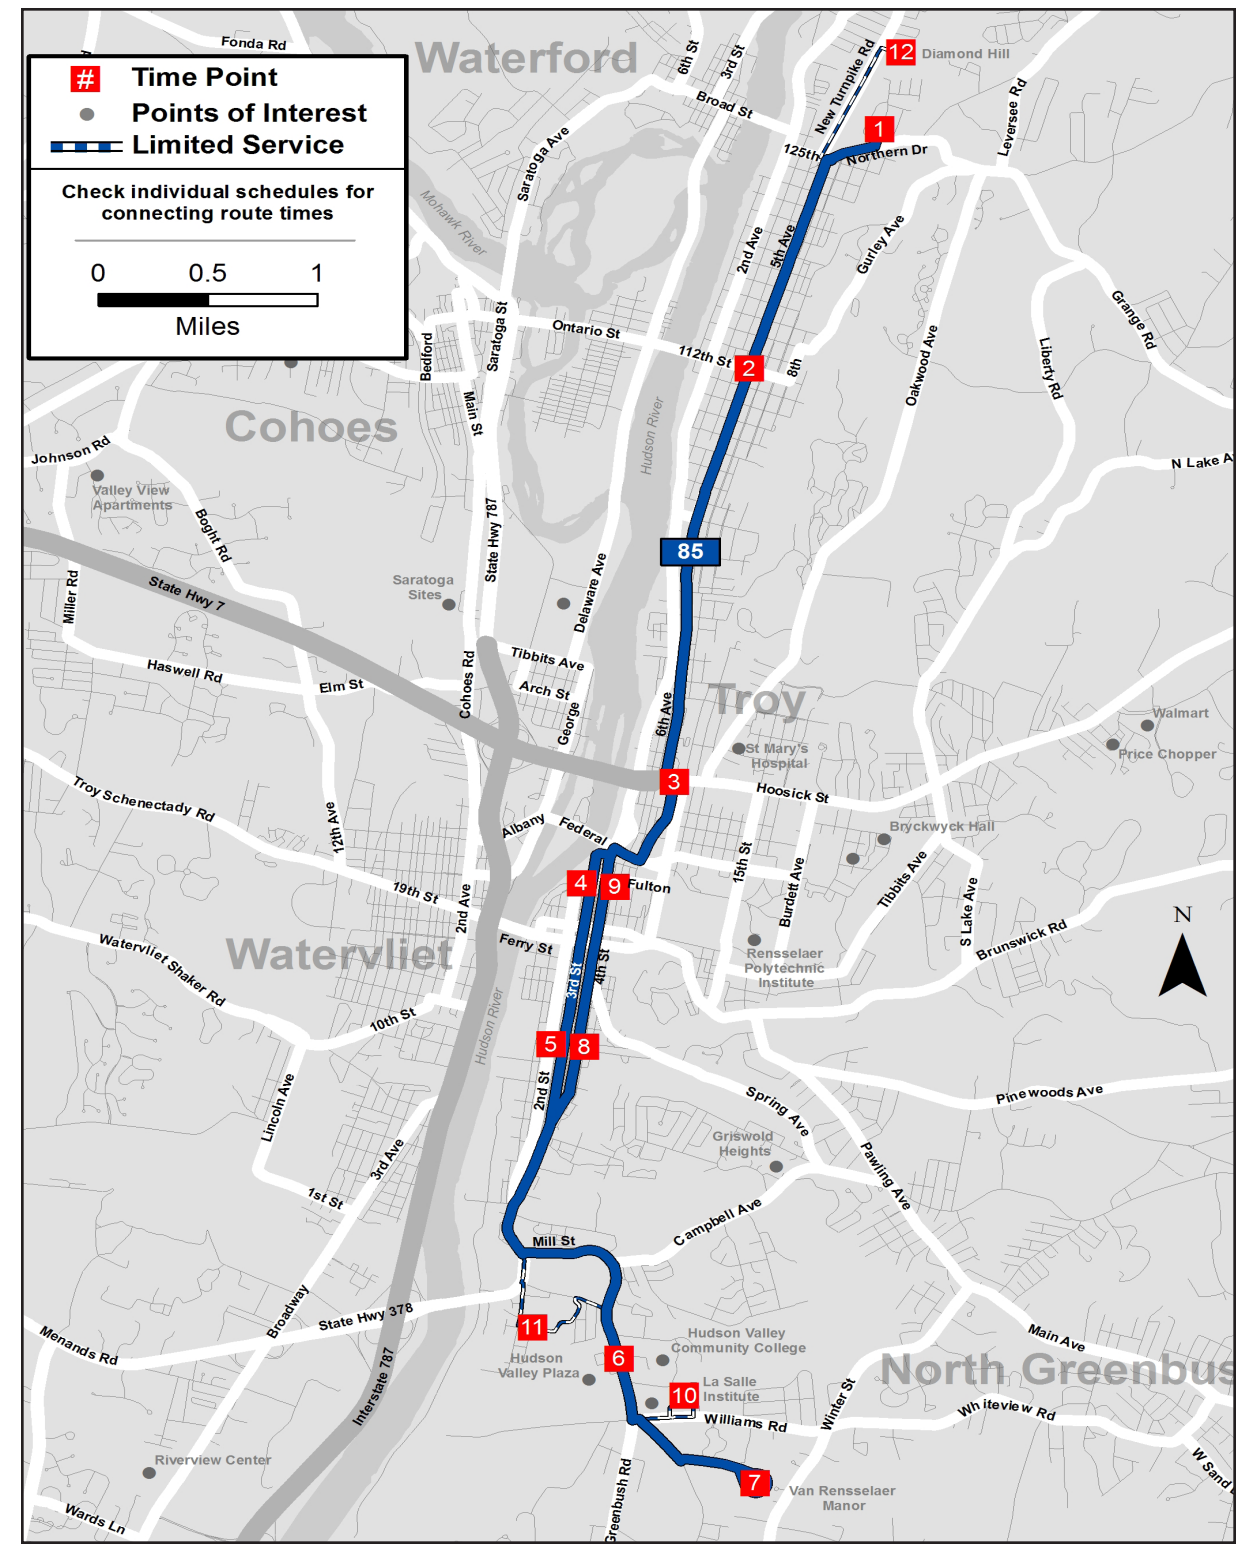 Fonda Rd
Waterford
6th St
3rd St
New Turnpike Rd
12
Diamond Hill
#
Time Point
Points of Interest
Limited Service
Check individual schedules for
connecting route times
0
0.5
1
Miles
Broad St
Leversee Rd
1
125th
Northern Dr
Saratoga Ave
Mohawk River
2nd Ave
5th Ave
Gurley Ave
Grange Rd
Bedford
Saratoga St
Ontario St
112th St
2
8th
Oakwood Ave
Liberty Rd
Main St
Cohoes
Hudson River
Johnson Rd
N Lake A
Valley View
Apartments
Boght Rd
State Hwy 787
85
State Hwy 7
Miller Rd
Saratoga
Sites
Delaware Ave
Haswell Rd
Elm St
Cohoes Rd
Tibbits Ave
Arch St
George
6th Ave
Troy
Walmart
Price Chopper
St Mary's
Hospital
3
Hoosick St
Troy Schenectady Rd
12th Ave
Albany
Federal
Bryckwyck Hall
15th St
Burdett Ave
Tibbits Ave
4
9
Fulton
19th St
2nd Ave
S Lake Ave
Brunswick Rd
N
Watervliet
Watervliet Shaker Rd
Ferry St
3rd St
4th St
Rensselaer
Polytechnic
Institute
10th St
Hudson River
5
8
2nd St
Lincoln Ave
3rd Ave
1st St
Spring Ave
Pinewoods Ave
Griswold
Heights
Pawling Ave
Campbell Ave
Mill St
Broadway
State Hwy 378
11
Menands Rd
Interstate 787
Hudson
Valley Plaza
6
Hudson Valley
Community College
Main Ave
North Greenbus
La Salle
Institute
10
Williams Rd
Winter St
Whiteview Rd
W Sand
Riverview Center
Greenbush Rd
7
Van Rensselaer
Manor
Wards Ln